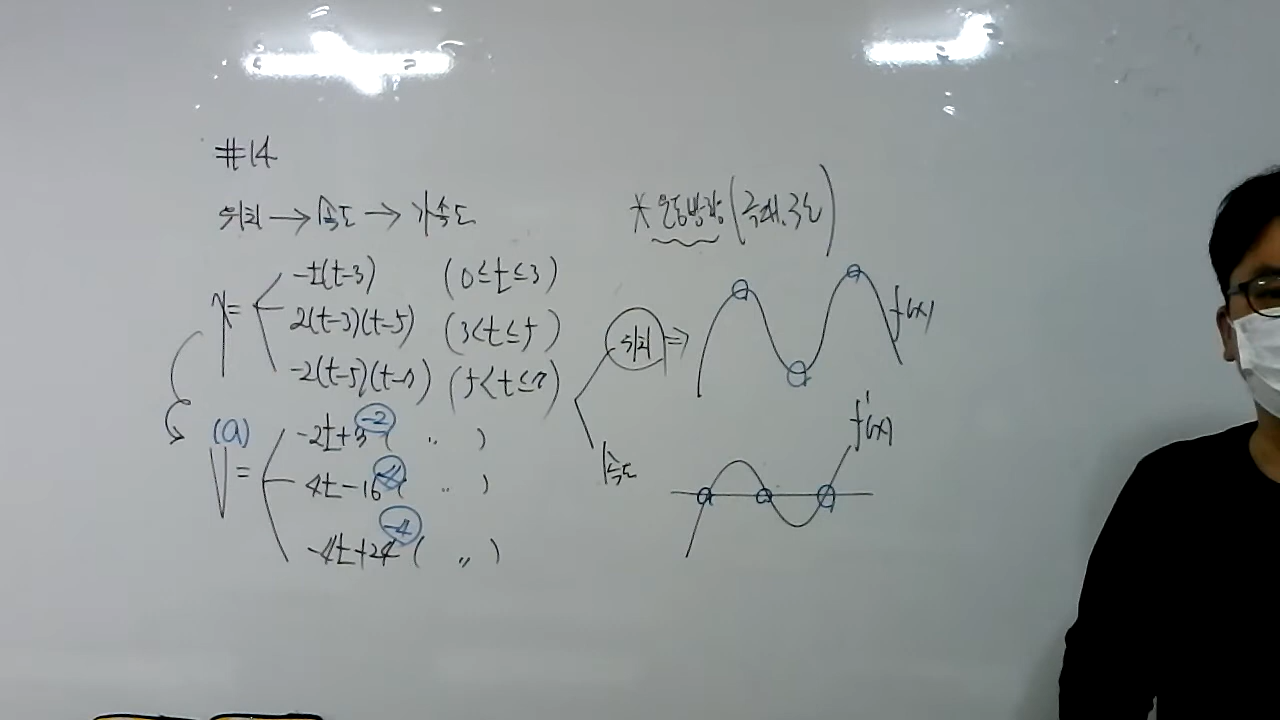 #14
위치 → 속도 → 가속도
x = -t(t-3) (0≤t≤3)
2(t-3)(t-5) (3<t≤5)
-2(t-5)(t-7) (5<t≤7)
(a)
V = -2t+3 -2 ( 〃 )
4t-16 4 ( 〃 )
-4t+24 -4 ( 〃 )
* 운동방향 (극대, 극소)
위치 ⇒ f(x)
속도
f'(x)